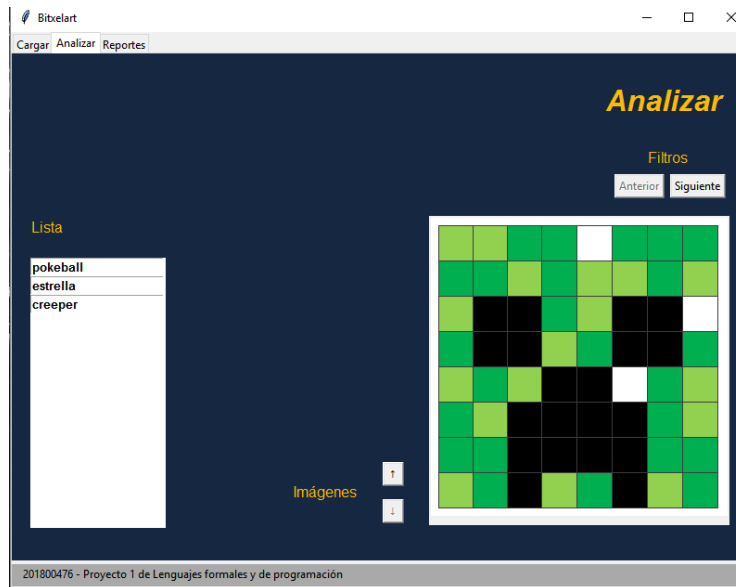 Bitxelart
Cargar Analizar Reportes
Analizar
Filtros
Anterior Siguiente
Lista
pokeball
estrella
creeper
↑
Imágenes
↓
201800476 - Proyecto 1 de Lenguajes formales y de programación